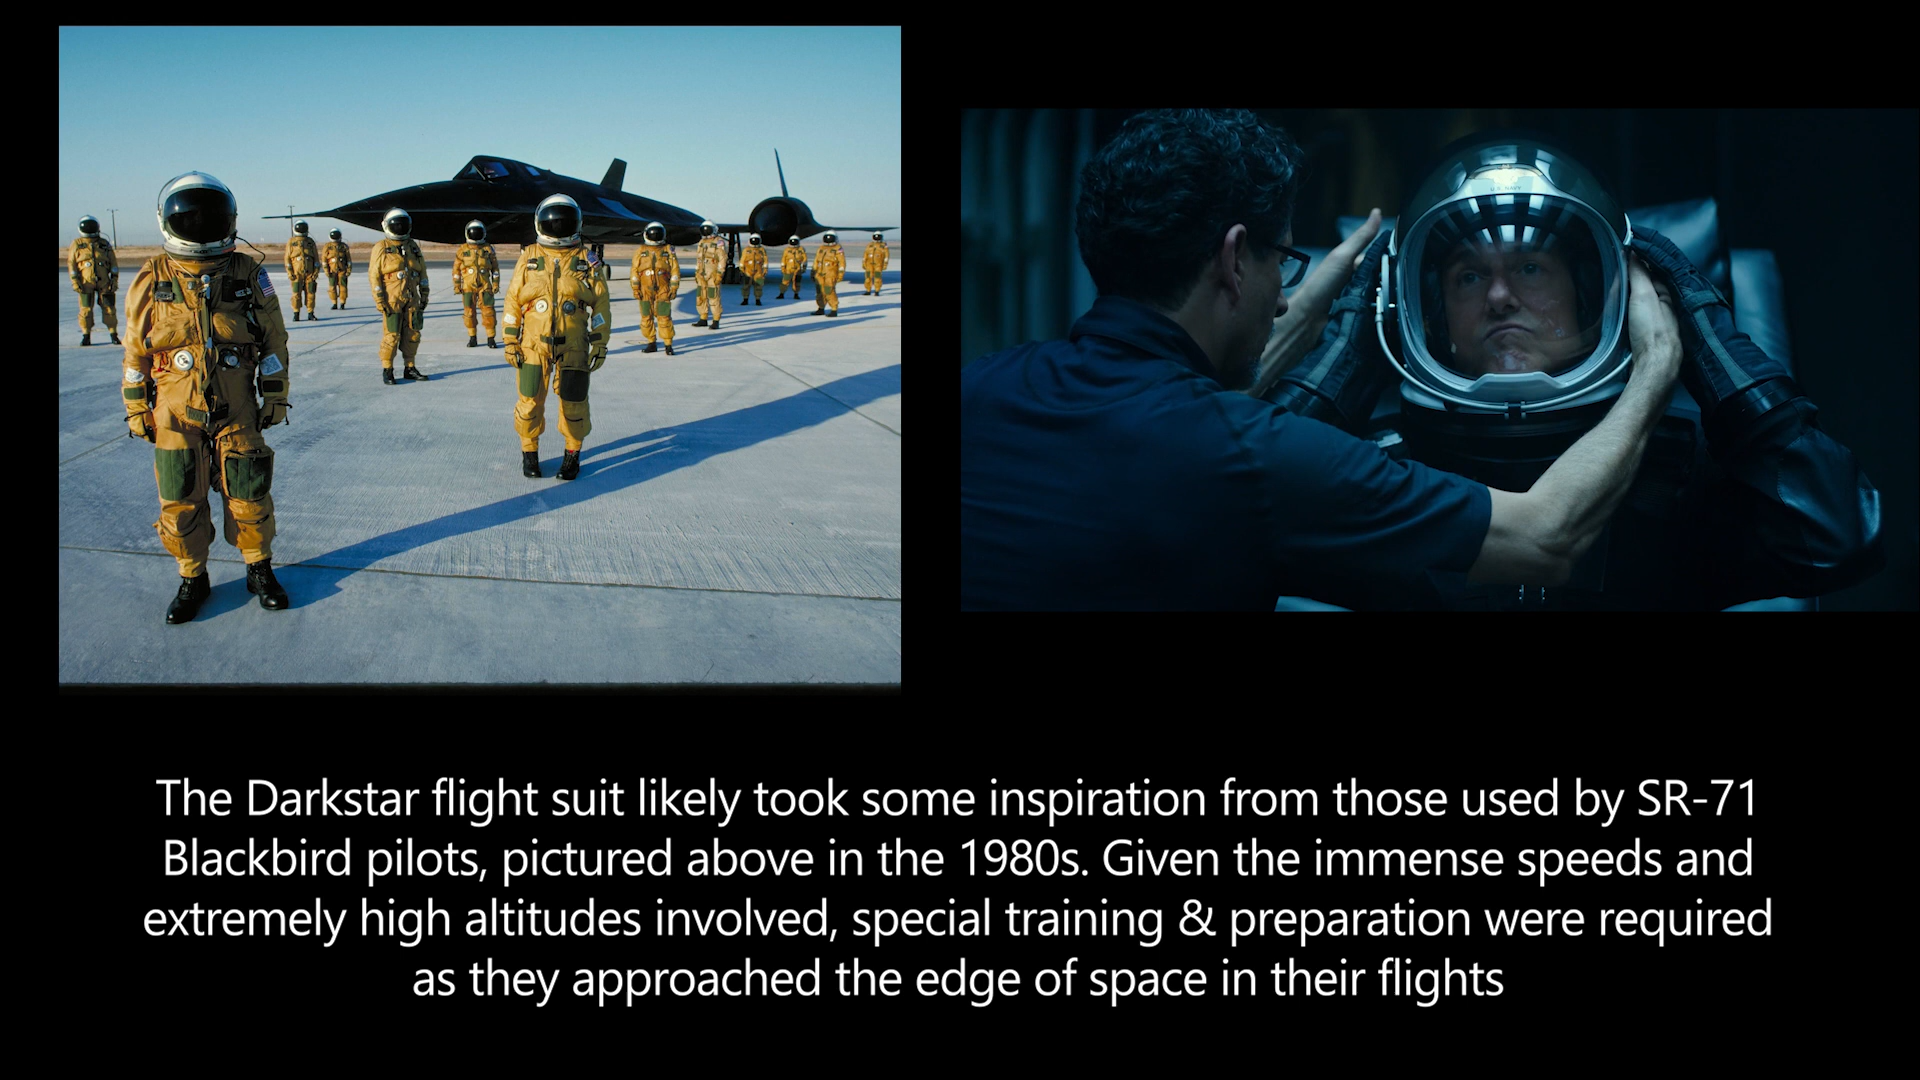 U.S. NAVY
The Darkstar flight suit likely took some inspiration from those used by SR-71
Blackbird pilots, pictured above in the 1980s. Given the immense speeds and
extremely high altitudes involved, special training & preparation were required
as they approached the edge of space in their flights